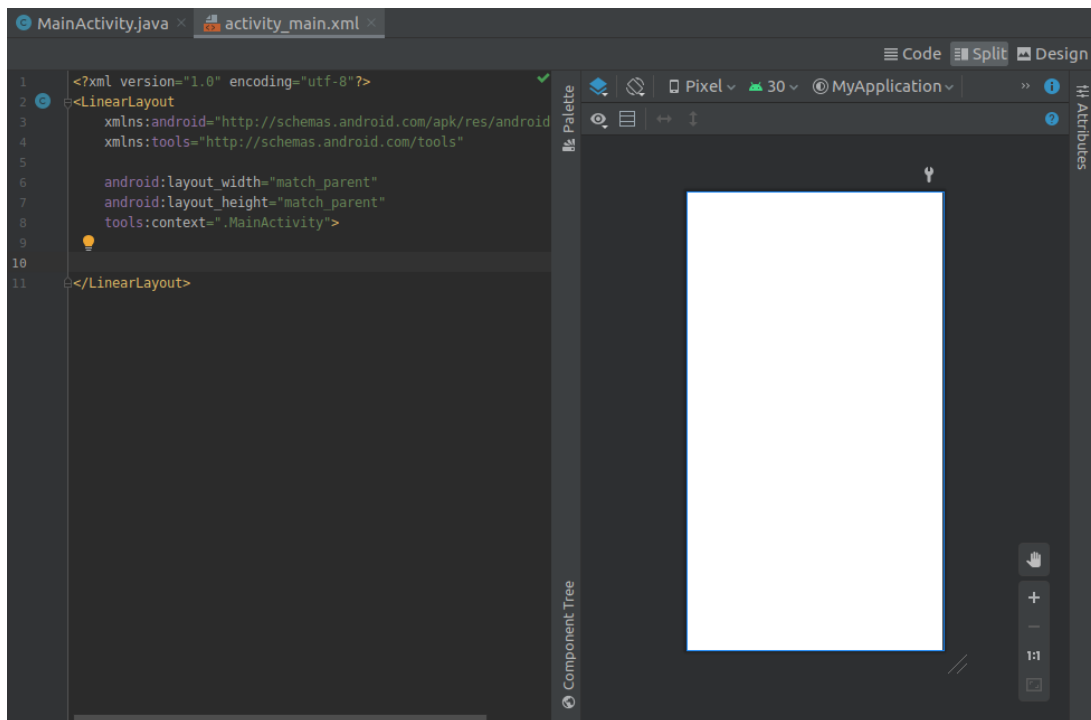 MainActivity.java
activity_main.xml
Code
Split
Design
1 <?xml version="1.0" encoding="utf-8"?>
2 <LinearLayout
3 xmlns:android="http://schemas.android.com/apk/res/android
4 xmlns:tools="http://schemas.android.com/tools"
5
6 android:layout_width="match_parent"
7 android:layout_height="match_parent"
8 tools:context=".MainActivity">
9
10
11 </LinearLayout>
Palette
Component Tree
Pixel
30
MyApplication
Attributes
1:1